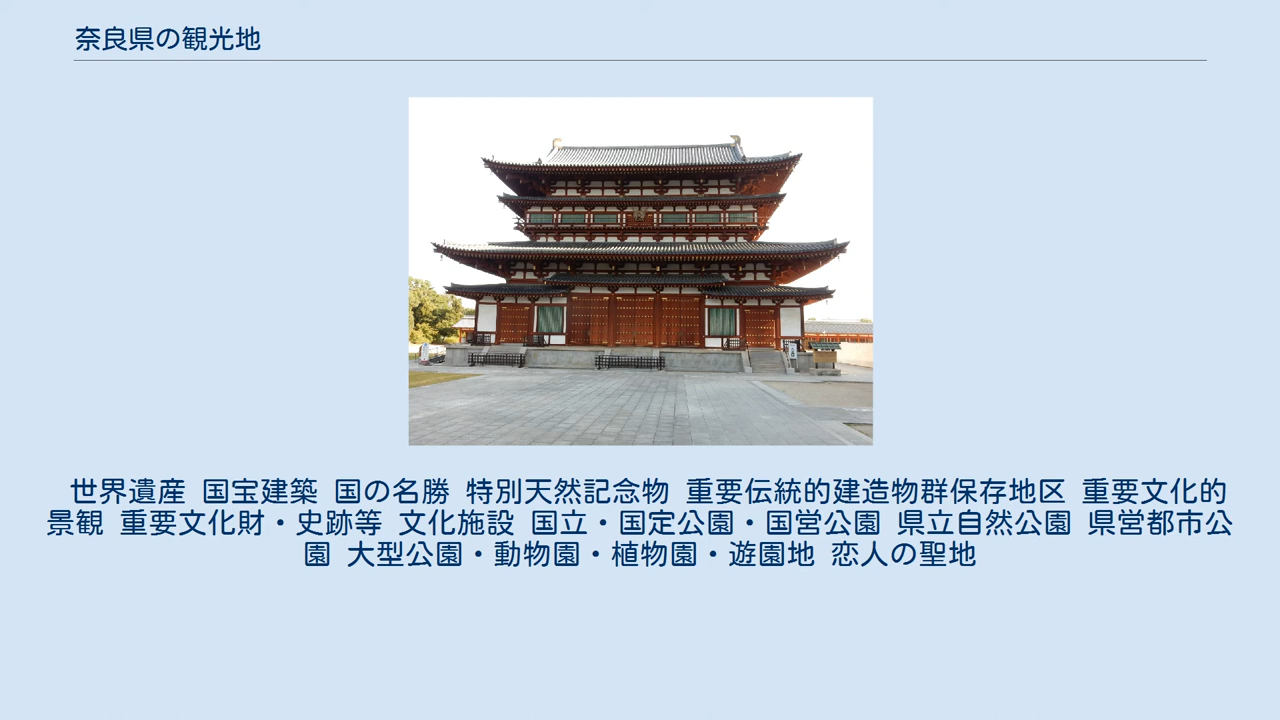 奈良県の観光地
世界遺産 国宝建築 国の名勝 特別天然記念物 重要伝統的建造物群保存地区 重要文化的
景観 重要文化財・史跡等 文化施設 国立・国定公園・国営公園 県立自然公園 県営都市公
園 大型公園・動物園・植物園・遊園地 恋人の聖地